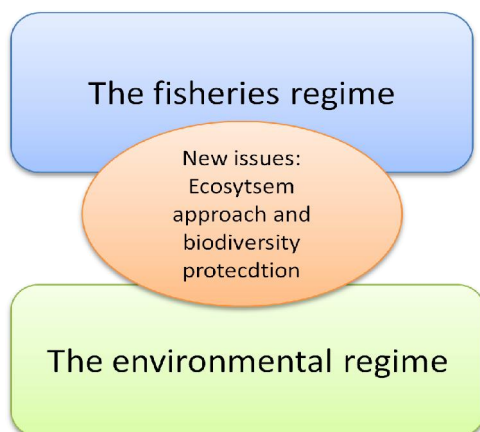 The fisheries regime
New issues:
Ecosytsem
approach and
biodiversity
protecdtion
The environmental regime